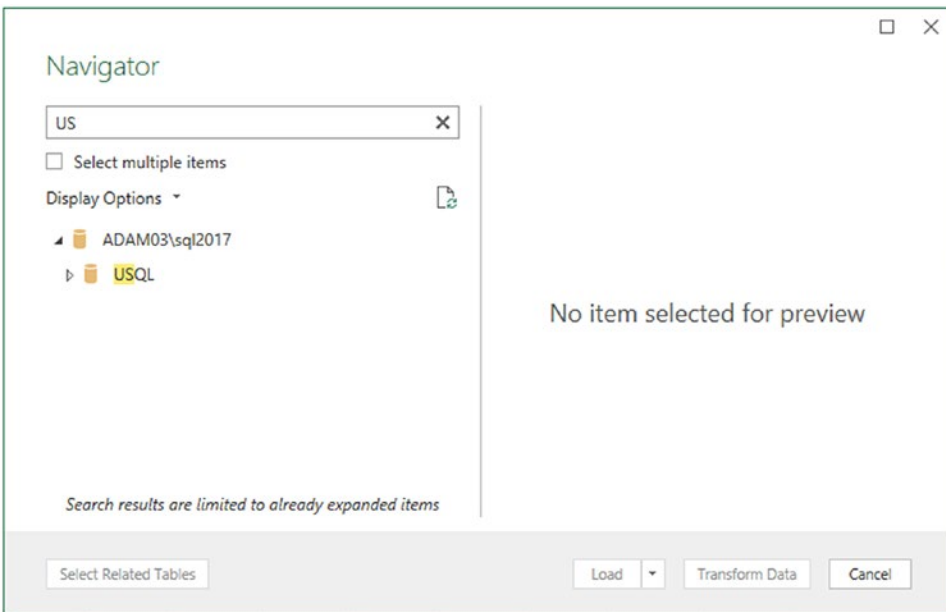 Navigator
US
Select multiple items
Display Options
ADAM03\sql2017
USQL
No item selected for preview
Search results are limited to already expanded items
Select Related Tables
Load
Transform Data
Cancel